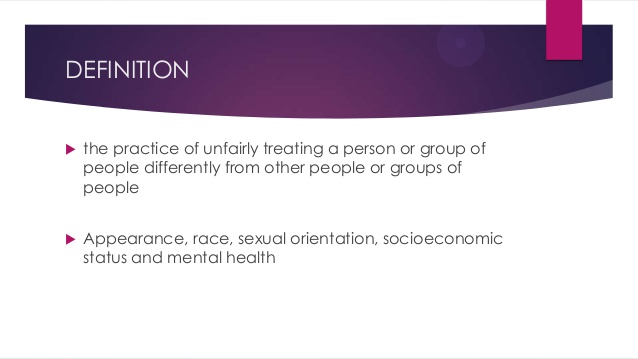 DEFINITION
the practice of unfairly treating a person or group of
people differently from other people or groups of
people
Appearance, race, sexual orientation, socioeconomic
status and mental health